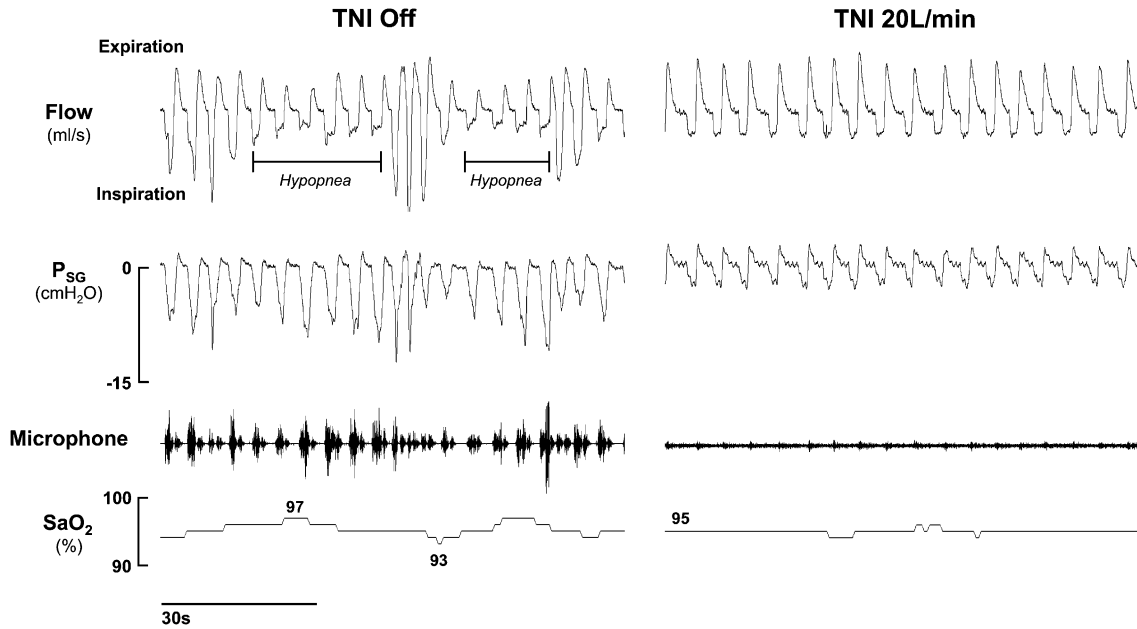 TNI Off
TNI 20L/min
Expiration
Flow
(ml/s)
Inspiration
Hypopnea
Hypopnea
PSG
(cmH2O)
0
-15
Microphone
SaO2
(%)
100
90
97
93
95
30s